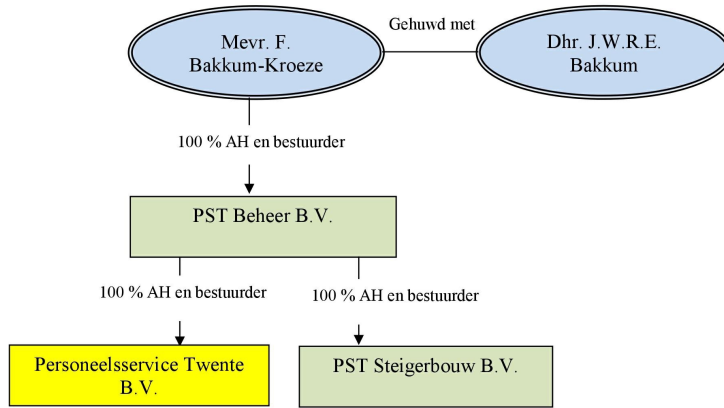 Gehuwd met
Mevr. F.
Bakkum-Kroeze
Dhr. J.W.R.E.
Bakkum
100 % AH en bestuurder
PST Beheer B.V.
100 % AH en bestuurder
100 % AH en bestuurder
Personeelsservice Twente
B.V.
PST Steigerbouw B.V.